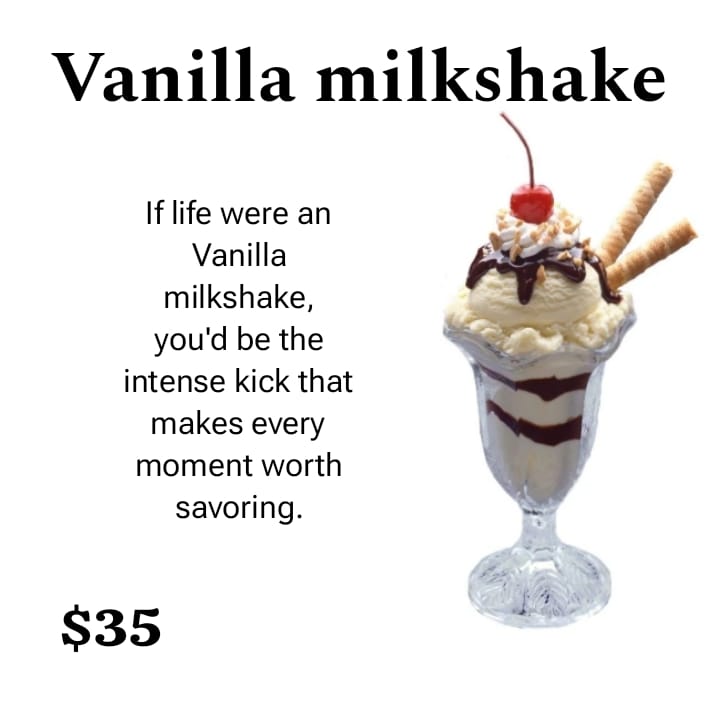 Vanilla milkshake
If life were an
Vanilla
milkshake,
you'd be the
intense kick that
makes every
moment worth
savoring.
$35